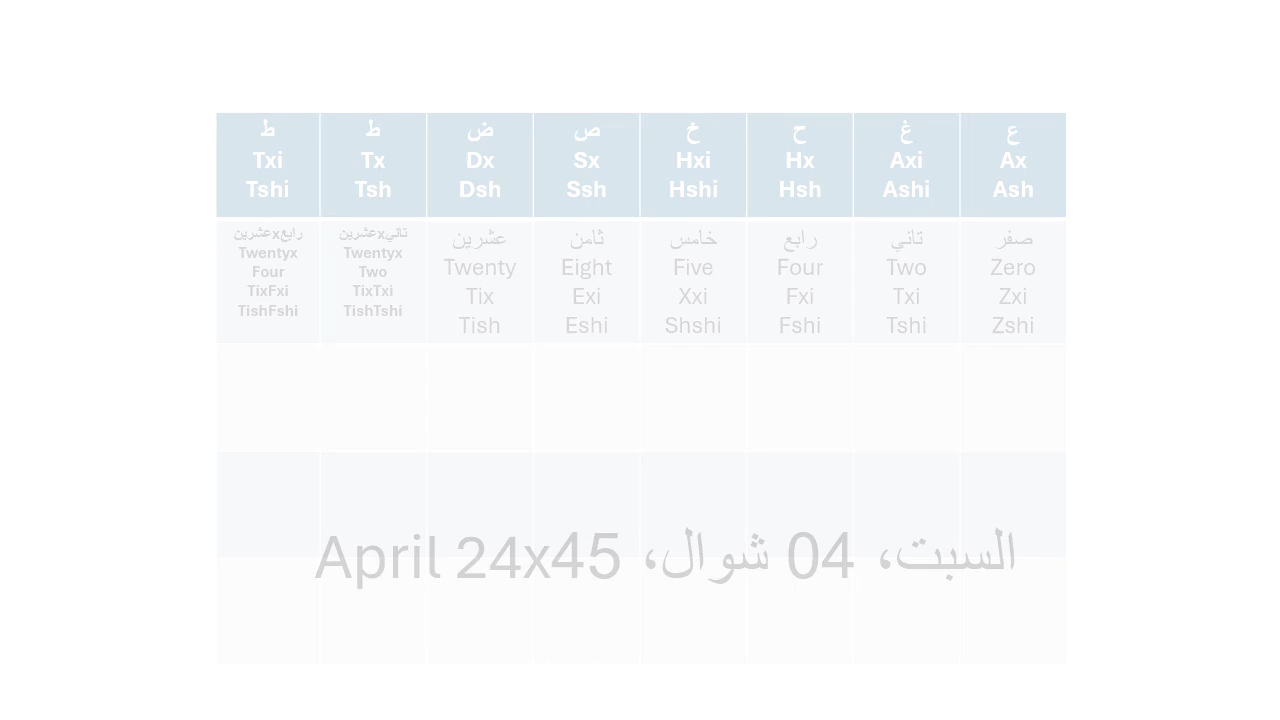 ط ط ض ص خ ح غ ع
Txi Tx Dx Sx Hxi Hx Axi Ax
Tshi Tsh Dsh Ssh Hshi Hsh Ashi Ash
رابعxعشرين
Twentyx
Four
TixFxi
TishFshi
تانيxعشرين
Twentyx
Two
TixTxi
TishTshi
عشرين
Twenty
Tix
Tish
ثامن
Eight
Exi
Eshi
خامس
Five
Xxi
Shshi
رابع
Four
Fxi
Fshi
تاني
Two
Txi
Tshi
صفر
Zero
Zxi
Zshi
السبت، 04 شوال، April 24x45